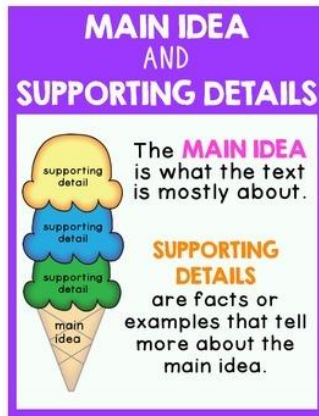 MAIN IDEA
AND
SUPPORTING DETAILS
supporting
detail
supporting
detail
supporting
detail
main
idea
The MAIN IDEA
is what the text
is mostly about.
SUPPORTING
DETAILS
are facts or
examples that tell
more about the
main idea.